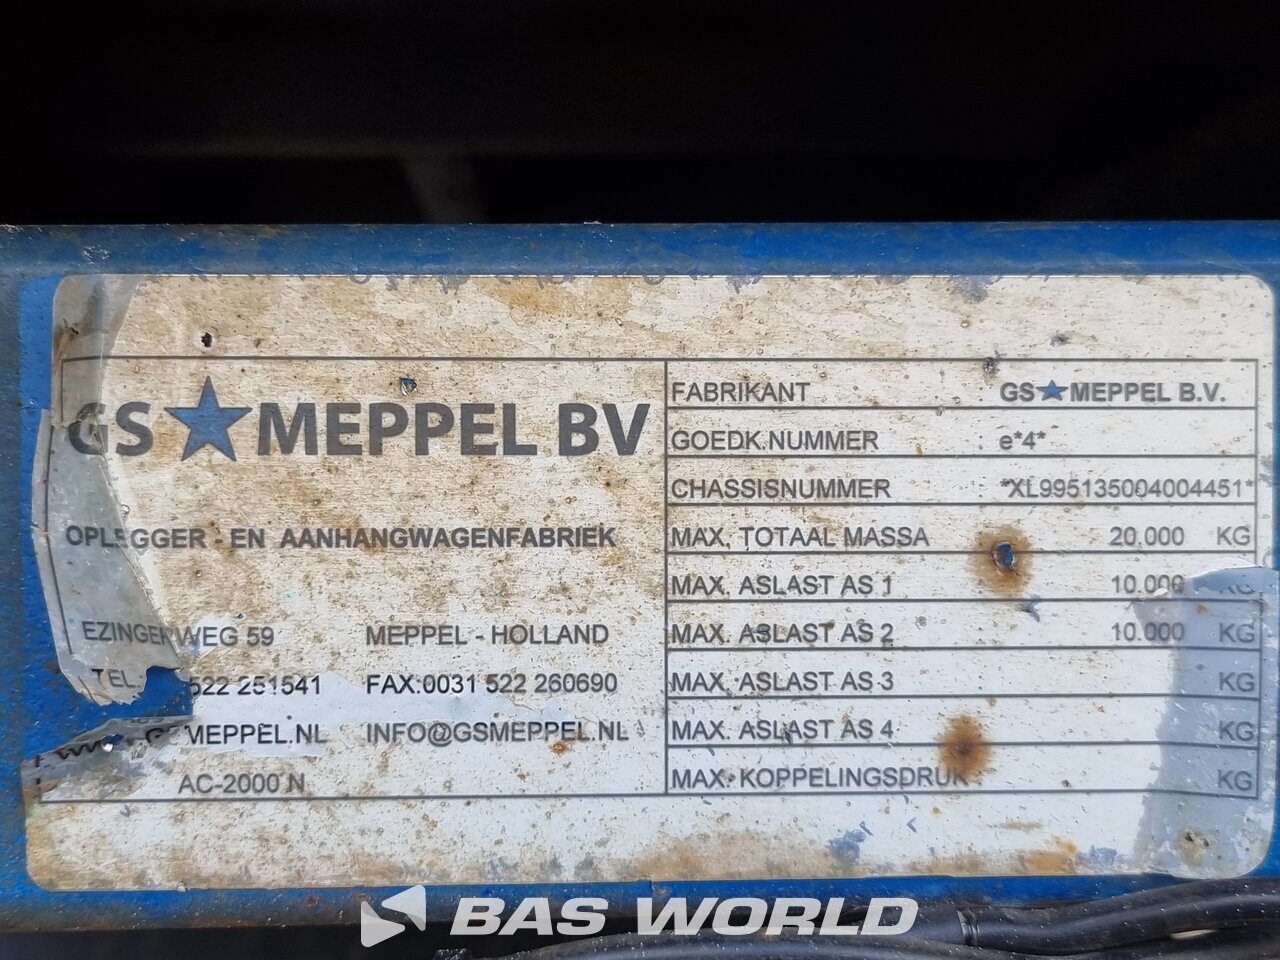 GS★MEPPEL BV
OPLEGGER - EN AANHANGWAGENFABRIEK
EZINGERWEG 59 MEPPEL - HOLLAND
TEL. 522 251541 FAX:0031 522 260690
MEPPEL.NL INFO@GSMEPPEL.NL
AC-2000 N
FABRIKANT GS★MEPPEL B.V.
GOEDK.NUMMER e*4*
CHASSISNUMMER *XL995135004004451*
MAX. TOTAAL MASSA 20.000 KG
MAX. ASLAST AS 1 10.000 KG
MAX. ASLAST AS 2 10.000 KG
MAX. ASLAST AS 3 KG
MAX. ASLAST AS 4 KG
MAX. KOPPELINGSDRUK KG
BAS WORLD